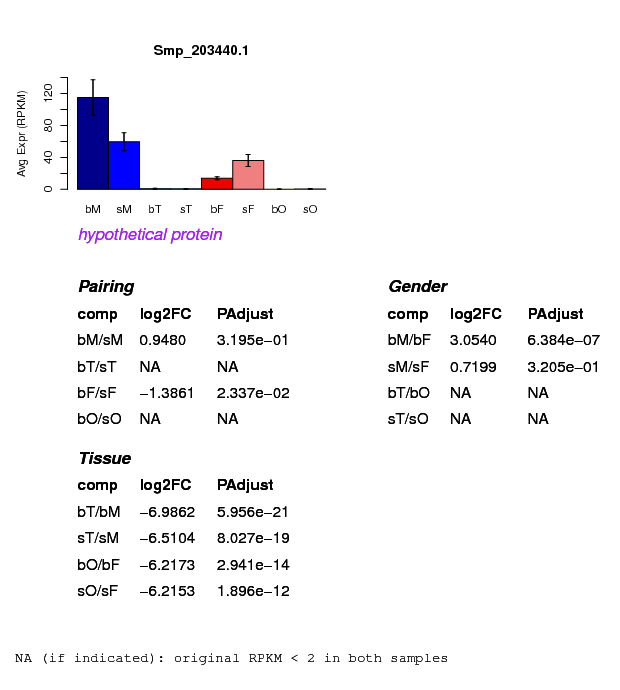 Smp_203440.1
Avg Expr (RPKM)
120
80
40
0
bM sM bT sT bF sF bO sO
hypothetical protein
Pairing
comp log2FC PAdjust
bM/sM 0.9480 3.195e−01
bT/sT NA NA
bF/sF −1.3861 2.337e−02
bO/sO NA NA
Gender
comp log2FC PAdjust
bM/bF 3.0540 6.384e−07
sM/sF 0.7199 3.205e−01
bT/bO NA NA
sT/sO NA NA
Tissue
comp log2FC PAdjust
bT/bM −6.9862 5.956e−21
sT/sM −6.5104 8.027e−19
bO/bF −6.2173 2.941e−14
sO/sF −6.2153 1.896e−12
NA (if indicated): original RPKM < 2 in both samples